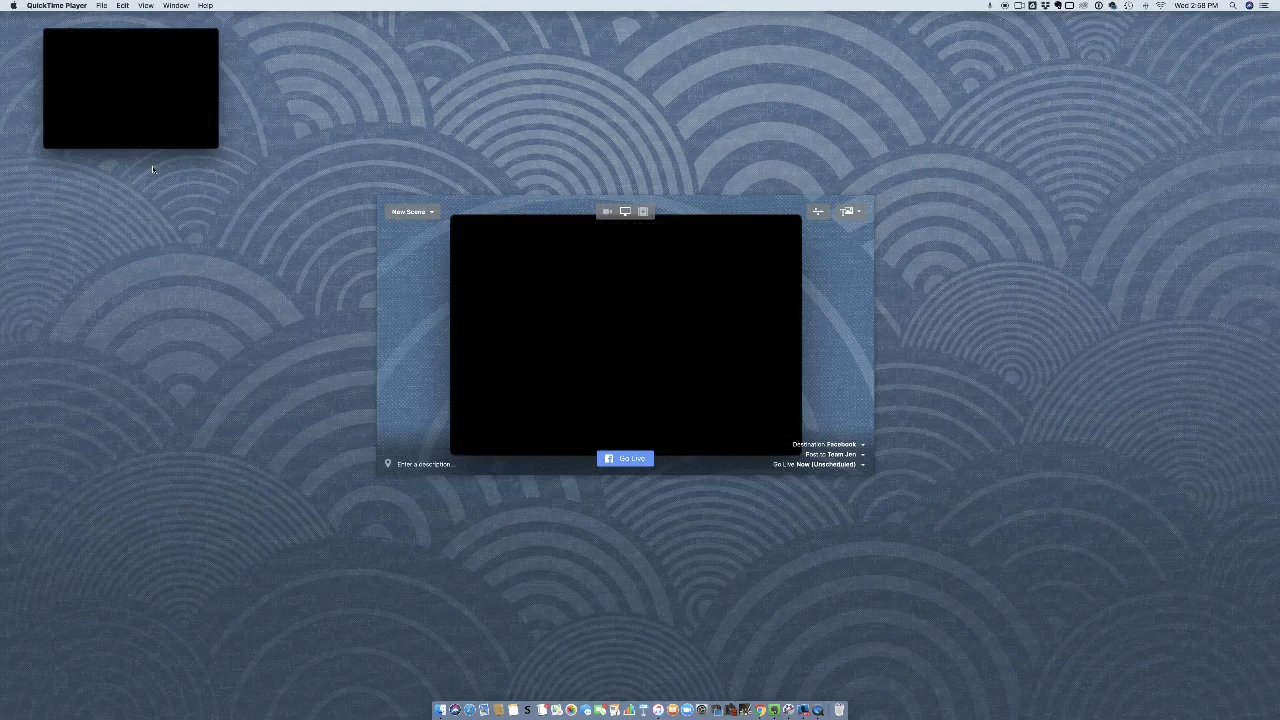 QuickTime Player File Edit View Window Help Wed 2:58 PM
New Scene
Destination Facebook
Post to Team Jen
Enter a description... Go Live Go Live Now (Unscheduled)